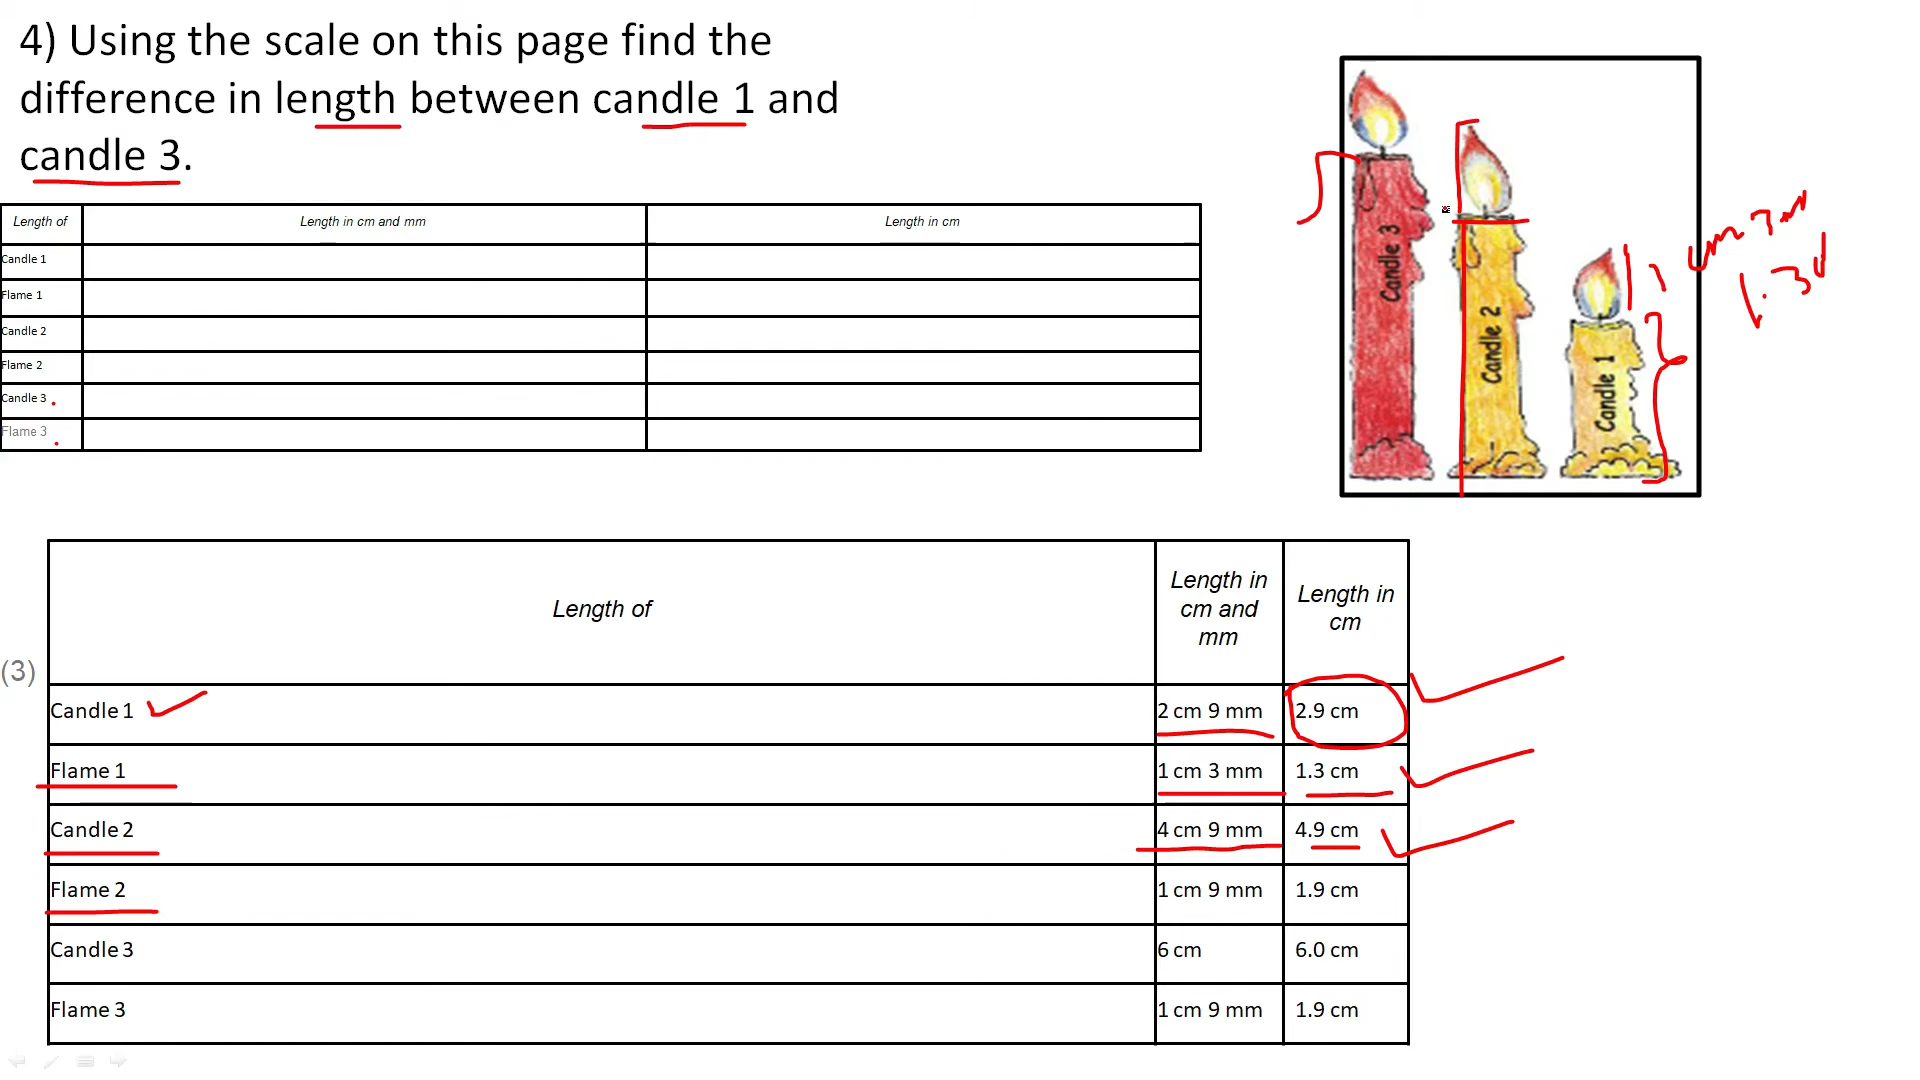 4) Using the scale on this page find the
difference in length between candle 1 and
candle 3.
Length of Length in cm and mm Length in cm
Candle 1
Flame 1
Candle 2
Flame 2
Candle 3
Flame 3
Candle 3
Candle 2
Candle 1
(3)
Length of Length in cm and mm Length in cm
Candle 1 2 cm 9 mm 2.9 cm
Flame 1 1 cm 3 mm 1.3 cm
Candle 2 4 cm 9 mm 4.9 cm
Flame 2 1 cm 9 mm 1.9 cm
Candle 3 6 cm 6.0 cm
Flame 3 1 cm 9 mm 1.9 cm